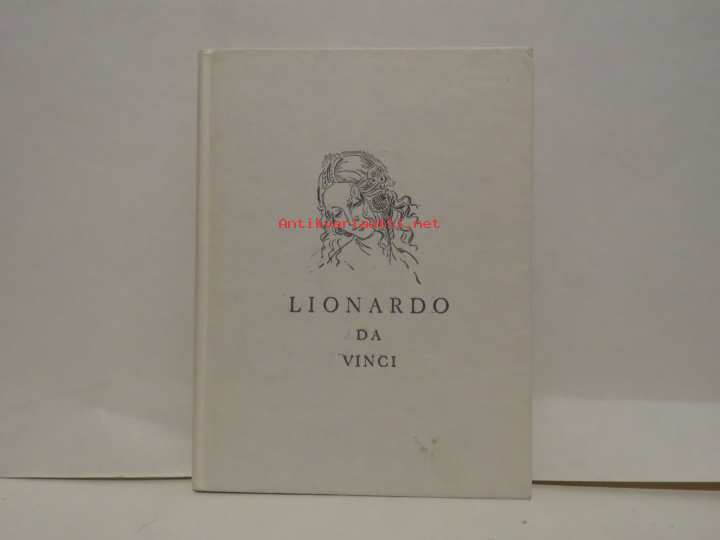 Antikvariaatti.net
LIONARDO
DA
VINCI